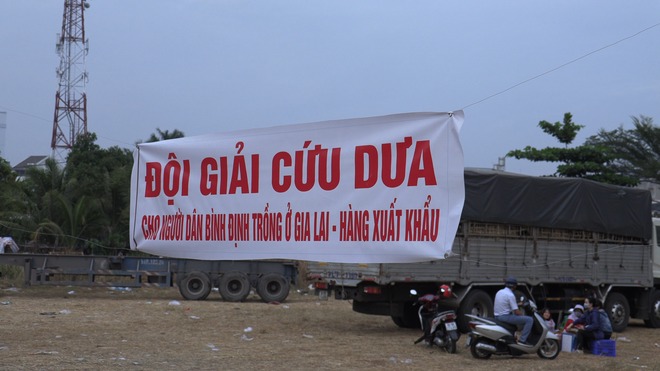 ĐỘI GIẢI CỨU DƯA
CHO NGƯỜI DÂN BÌNH ĐỊNH TRỒNG Ở GIA LAI - HÀNG XUẤT KHẨU